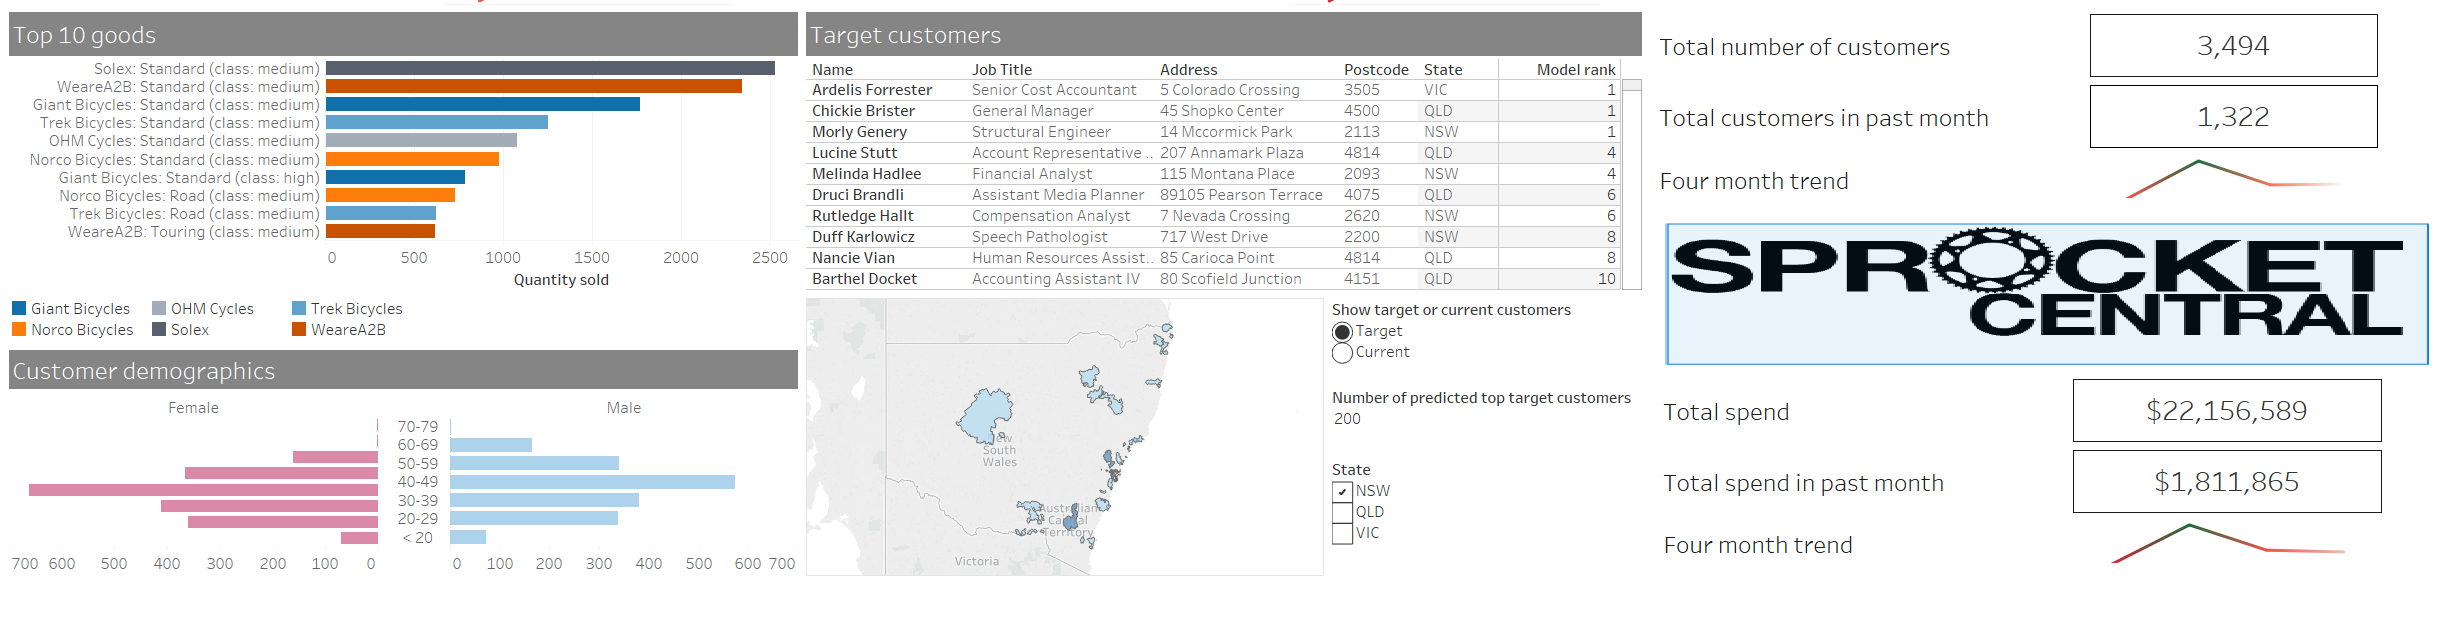 Top 10 goods
Solex: Standard (class: medium)
WeareA2B: Standard (class: medium)
Giant Bicycles: Standard (class: medium)
Trek Bicycles: Standard (class: medium)
OHM Cycles: Standard (class: medium)
Norco Bicycles: Standard (class: medium)
Giant Bicycles: Standard (class: high)
Norco Bicycles: Road (class: medium)
Trek Bicycles: Road (class: medium)
WeareA2B: Touring (class: medium)
0 500 1000 1500 2000 2500
Quantity sold
Giant Bicycles OHM Cycles Trek Bicycles
Norco Bicycles Solex WeareA2B
Customer demographics
Female Male
70-79
60-69
50-59
40-49
30-39
20-29
< 20
700 600 500 400 300 200 100 0 0 100 200 300 400 500 600 700
Target customers
Name Job Title Address Postcode State Model rank
Ardelis Forrester Senior Cost Accountant 5 Colorado Crossing 3505 VIC 1
Chickie Brister General Manager 45 Shopko Center 4500 QLD 1
Morly Genery Structural Engineer 14 Mccormick Park 2113 NSW 1
Lucine Stutt Account Representative .. 207 Annamark Plaza 4814 QLD 4
Melinda Hadlee Financial Analyst 115 Montana Place 2093 NSW 4
Druci Brandli Assistant Media Planner 89105 Pearson Terrace 4075 QLD 6
Rutledge Hallt Compensation Analyst 7 Nevada Crossing 2620 NSW 6
Duff Karlowicz Speech Pathologist 717 West Drive 2200 NSW 8
Nancie Vian Human Resources Assist.. 85 Carioca Point 4814 QLD 8
Barthel Docket Accounting Assistant IV 80 Scofield Junction 4151 QLD 10
New
South
Wales
Australian
Capital
Territory
Victoria
Show target or current customers
Target
Current
Number of predicted top target customers
200
State
NSW
QLD
VIC
Total number of customers 3,494
Total customers in past month 1,322
Four month trend
SPROCKET
CENTRAL
Total spend $22,156,589
Total spend in past month $1,811,865
Four month trend